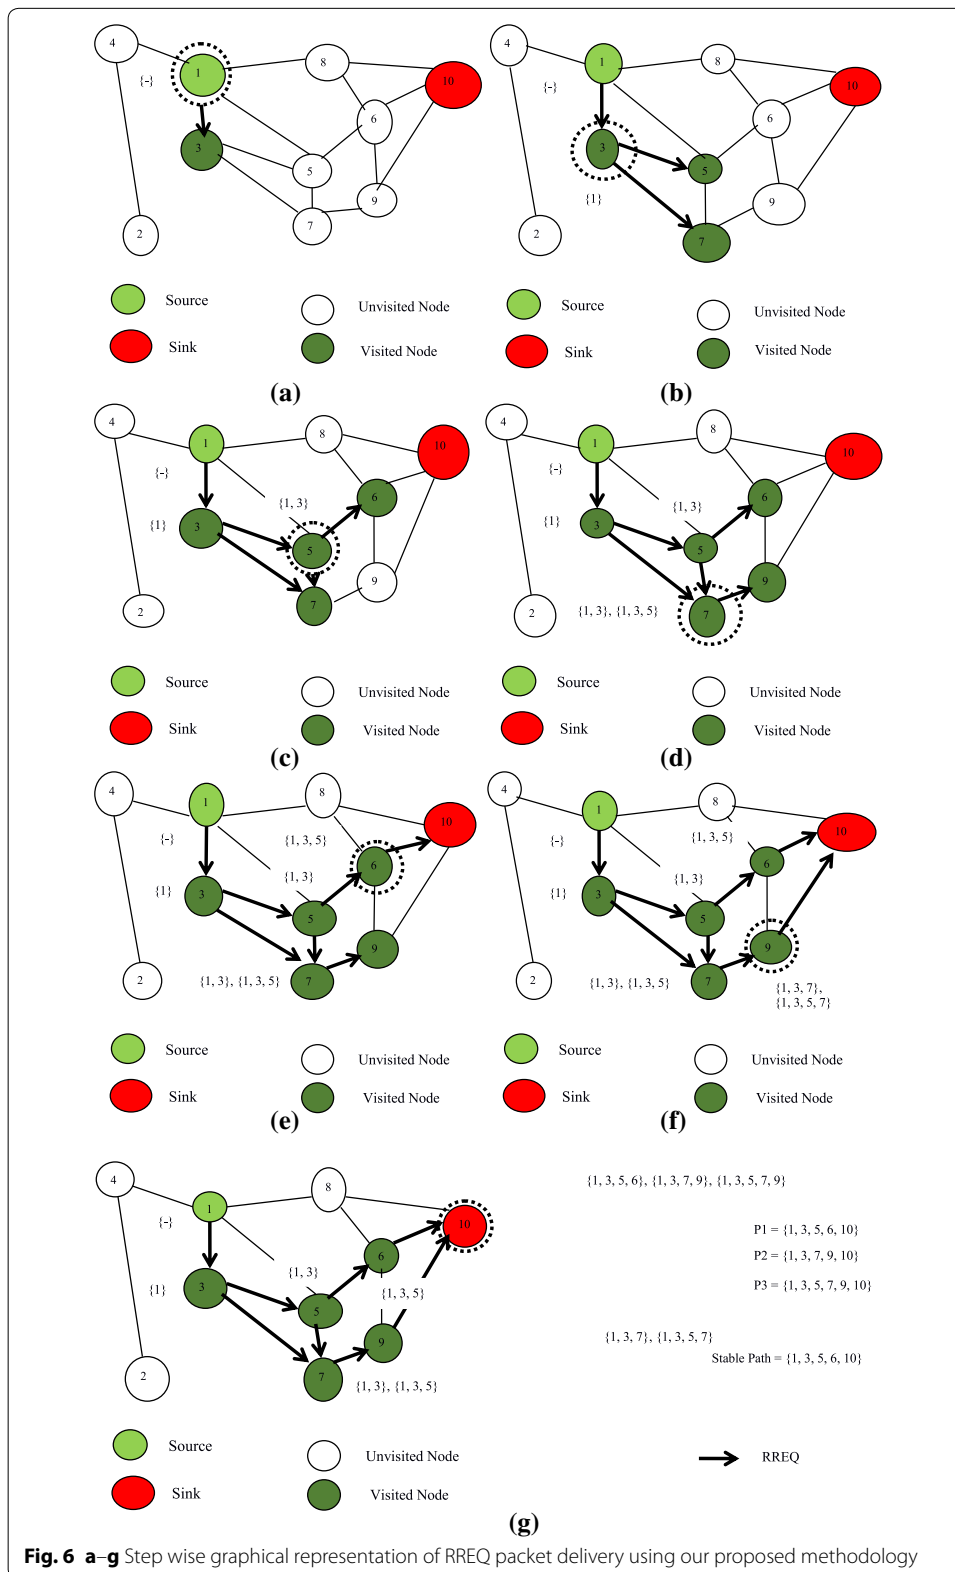 4
1
8
10
{-}
6
3
5
9
7
2
Source
Unvisited Node
Sink
Visited Node
(a)
4
1
8
10
{-}
6
3
5
{1}
9
7
2
Source
Unvisited Node
Sink
Visited Node
(b)
4
1
8
10
{-}
6
{1, 3}
{1}
3
5
9
7
2
Source
Unvisited Node
Sink
Visited Node
(c)
4
1
8
10
{-}
6
{1, 3}
{1}
3
5
9
{1, 3}, {1, 3, 5}
7
2
Source
Unvisited Node
Sink
Visited Node
(d)
4
1
8
10
{-}
{1, 3, 5}
6
{1, 3}
{1}
3
5
9
{1, 3}, {1, 3, 5}
7
2
Source
Unvisited Node
Sink
Visited Node
(e)
4
1
8
10
{-}
{1, 3, 5}
6
{1, 3}
{1}
3
5
9
{1, 3}, {1, 3, 5}
7
{1, 3, 7},
{1, 3, 5, 7}
2
Source
Unvisited Node
Sink
Visited Node
(f)
4
1
8
10
{-}
6
{1, 3}
{1}
3
{1, 3, 5}
5
9
7
{1, 3}, {1, 3, 5}
2
{1, 3, 5, 6}, {1, 3, 7, 9}, {1, 3, 5, 7, 9}
P1 = {1, 3, 5, 6, 10}
P2 = {1, 3, 7, 9, 10}
P3 = {1, 3, 5, 7, 9, 10}
{1, 3, 7}, {1, 3, 5, 7}
Stable Path = {1, 3, 5, 6, 10}
Source
Unvisited Node
RREQ
Sink
Visited Node
(g)
Fig. 6 a–g Step wise graphical representation of RREQ packet delivery using our proposed methodology